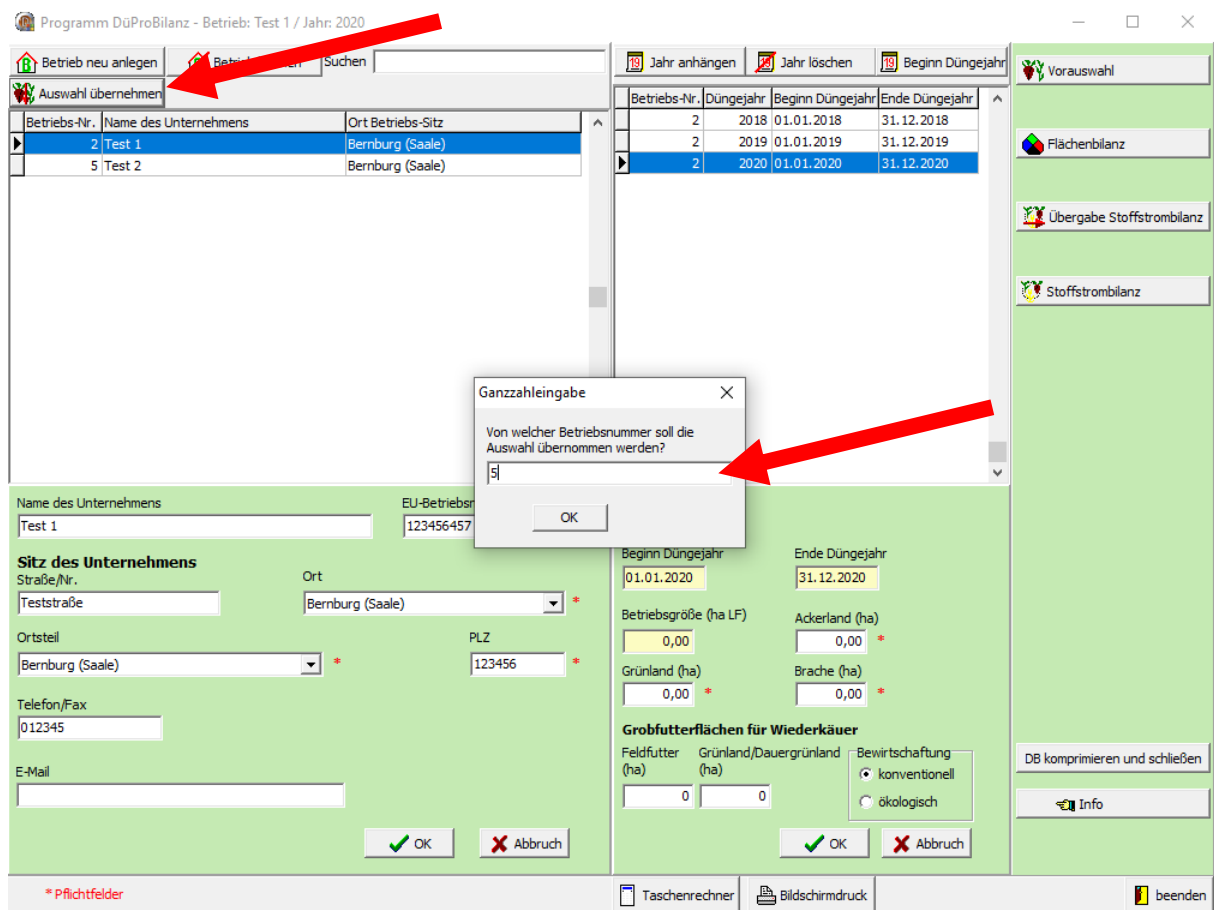 Programm DüProBilanz - Betrieb: Test 1 / Jahr: 2020
Betrieb neu anlegen
Suchen
Auswahl übernehmen
Betriebs-Nr. Name des Unternehmens Ort Betriebs-Sitz
2 Test 1 Bernburg (Saale)
5 Test 2 Bernburg (Saale)
19 Jahr anhängen 19 Jahr löschen 19 Beginn Düngejahr
Betriebs-Nr. Düngejahr Beginn Düngejahr Ende Düngejahr
2 2018 01.01.2018 31.12.2018
2 2019 01.01.2019 31.12.2019
2 2020 01.01.2020 31.12.2020
Vorauswahl
Flächenbilanz
Übergabe Stoffstrombilanz
Stoffstrombilanz
Ganzzahleingabe
Von welcher Betriebsnummer soll die
Auswahl übernommen werden?
5
OK
Name des Unternehmens
Test 1
123456457
Sitz des Unternehmens
Straße/Nr. Ort
Teststraße Bernburg (Saale) *
Ortsteil PLZ
Bernburg (Saale) * 123456 *
Telefon/Fax
012345
E-Mail
OK Abbruch
Beginn Düngejahr Ende Düngejahr
01.01.2020 31.12.2020
Betriebsgröße (ha LF) Ackerland (ha)
0,00 0,00 *
Grünland (ha) Brache (ha)
0,00 * 0,00 *
Grobfutterflächen für Wiederkäuer
Feldfutter Grünland/Dauergrünland Bewirtschaftung
(ha) (ha) konventionell
0 0 ökologisch
OK Abbruch
DB komprimieren und schließen
Info
* Pflichtfelder Taschenrechner Bildschirmdruck beenden